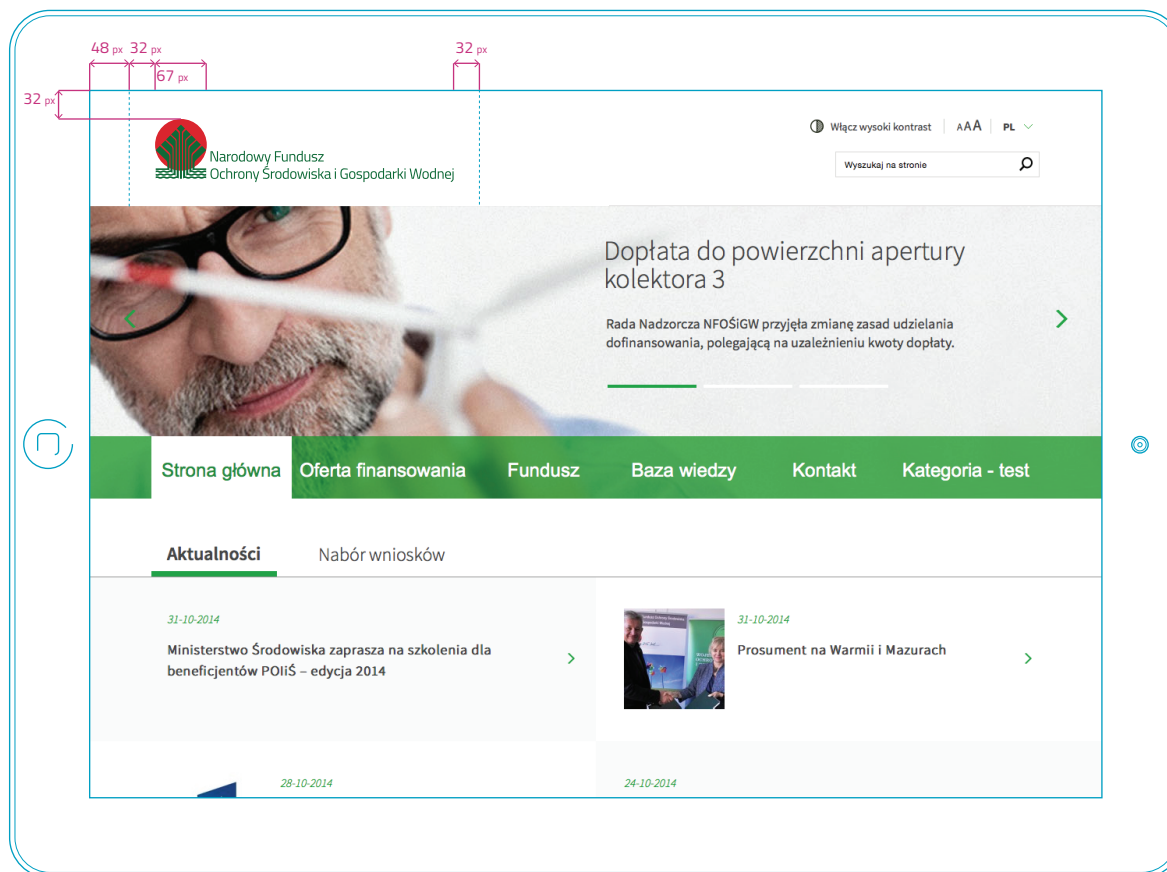 48 px 32 px
32 px
67 px
32 px
Narodowy Fundusz
Ochrony Środowiska i Gospodarki Wodnej
Włącz wysoki kontrast AAA PL
Wyszukaj na stronie
Dopłata do powierzchni apertury
kolektora 3
Rada Nadzorcza NFOŚiGW przyjęła zmianę zasad udzielania
dofinansowania, polegającą na uzależnieniu kwoty dopłaty.
Strona główna Oferta finansowania Fundusz Baza wiedzy Kontakt Kategoria - test
Aktualności Nabór wniosków
31-10-2014
Ministerstwo Środowiska zaprasza na szkolenia dla
beneficjentów POIiŚ – edycja 2014
31-10-2014
Prosument na Warmii i Mazurach
28-10-2014
24-10-2014